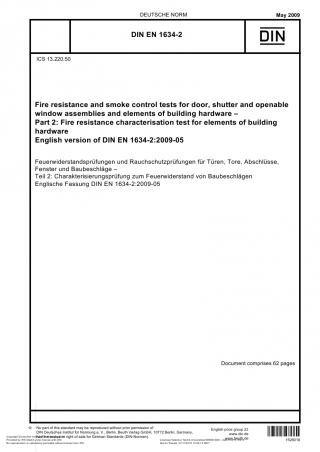 DEUTSCHE NORM
May 2009
DIN EN 1634-2
DIN
ICS 13.220.50
Fire resistance and smoke control tests for door, shutter and openable
window assemblies and elements of building hardware –
Part 2: Fire resistance characterisation test for elements of building
hardware
English version of DIN EN 1634-2:2009-05
Feuerwiderstandsprüfungen und Rauchschutzprüfungen für Türen, Tore, Abschlüsse,
Fenster und Baubeschläge –
Teil 2: Charakterisierungsprüfung zum Feuerwiderstand von Baubeschlägen
Englische Fassung DIN EN 1634-2:2009-05
Document comprises 62 pages
No part of this standard may be reproduced without prior permission of
DIN Deutsches Institut für Normung e. V., Berlin. Beuth Verlag GmbH, 10772 Berlin, Germany,
has the exclusive right of sale for German Standards (DIN-Normen).
English price group 22
www.din.de
www.beuth.de